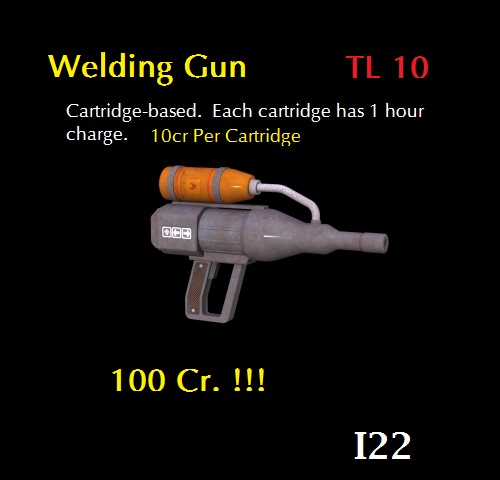 Welding Gun TL 10
Cartridge-based. Each cartridge has 1 hour
charge. 10cr Per Cartridge
100 Cr. !!!
I22